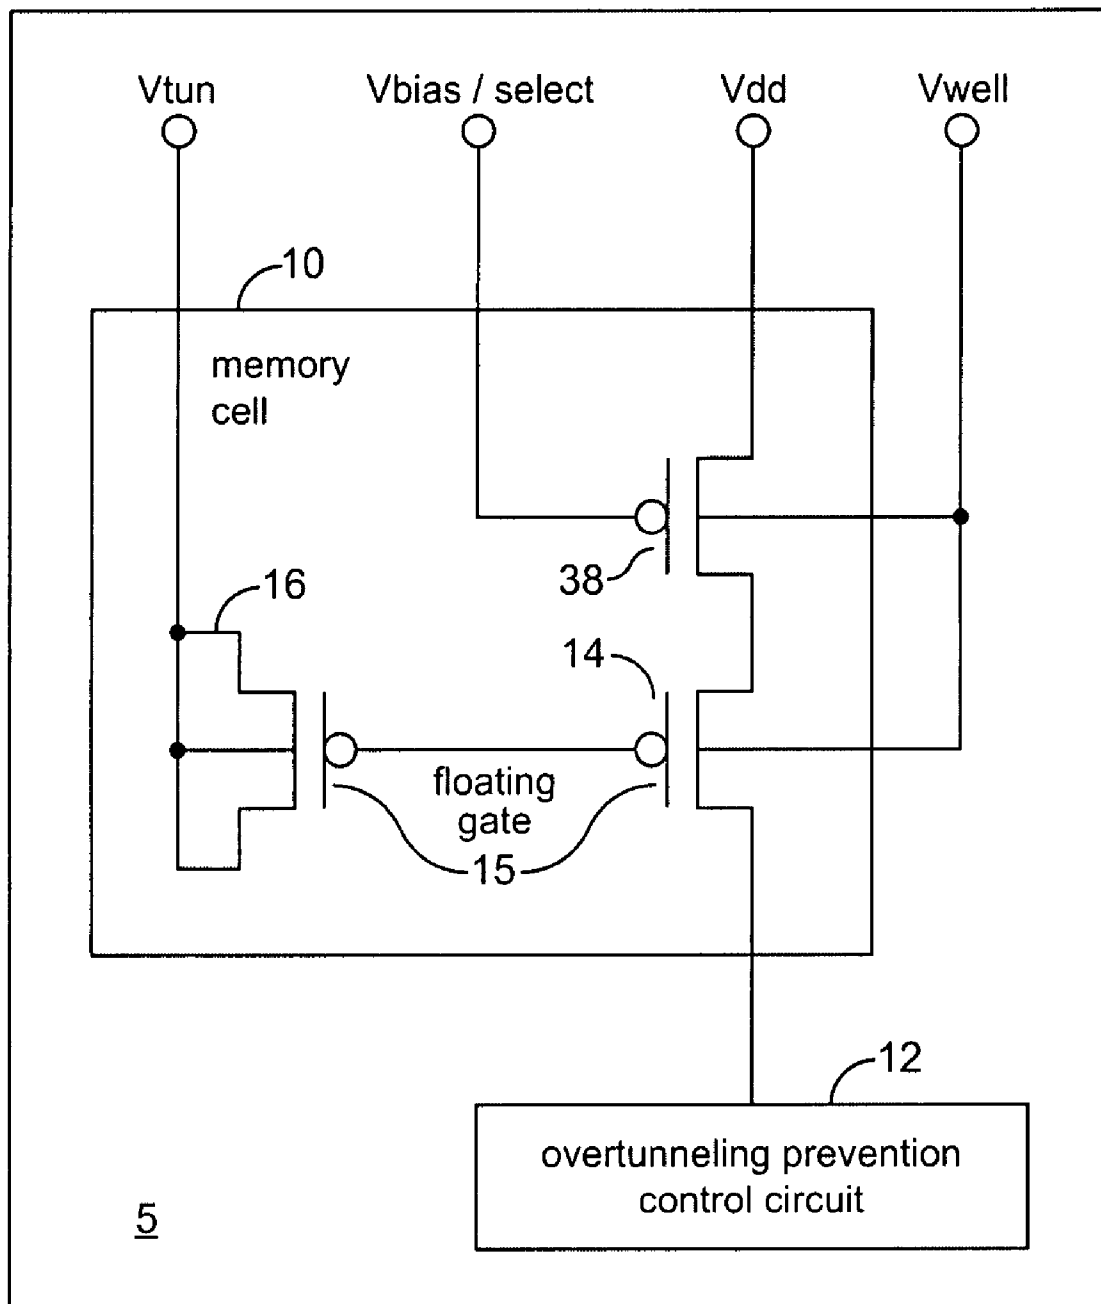 Vtun
Vbias / select
Vdd
Vwell
10
memory
cell
38
16
14
floating
gate
15
12
overtunneling prevention
control circuit
5